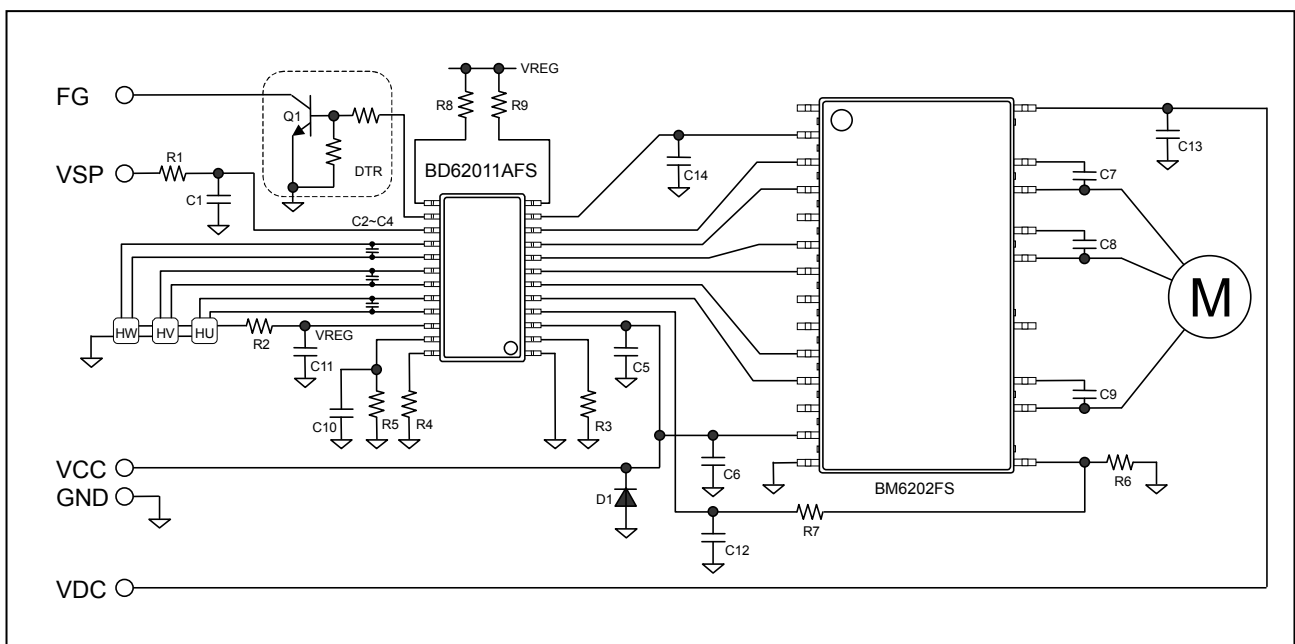 VREG
R8
R9
FG
Q1
DTR
BD62011AFS
VSP
R1
C1
C2~C4
C14
C13
C7
C8
M
HW
HV
HU
R2
VREG
C11
C5
C10
R5
R4
R3
C9
VCC
C6
R6
GND
D1
BM6202FS
R7
C12
VDC